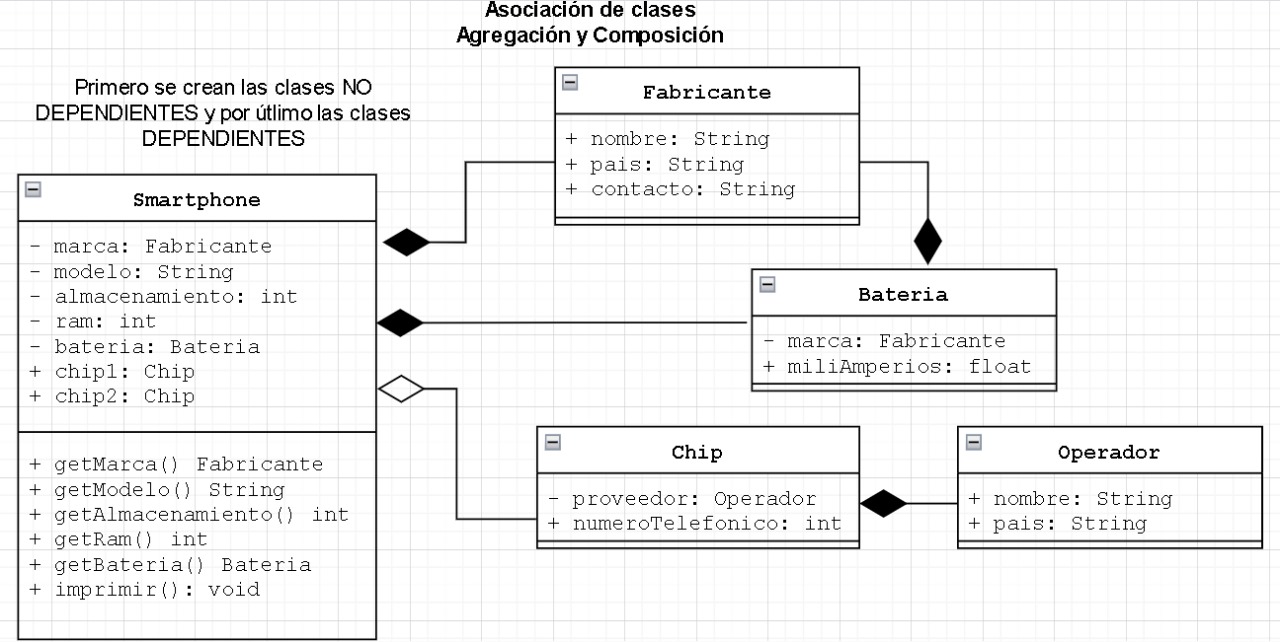 Asociación de clases
Agregación y Composición
Primero se crean las clases NO
DEPENDIENTES y por útlimo las clases
DEPENDIENTES
Fabricante
+ nombre: String
+ pais: String
+ contacto: String
Smartphone
- marca: Fabricante
- modelo: String
- almacenamiento: int
- ram: int
- bateria: Bateria
+ chip1: Chip
+ chip2: Chip
+ getMarca() Fabricante
+ getModelo() String
+ getAlmacenamiento() int
+ getRam() int
+ getBateria() Bateria
+ imprimir(): void
Bateria
- marca: Fabricante
+ miliAmperios: float
Chip
- proveedor: Operador
+ numeroTelefonico: int
Operador
+ nombre: String
+ pais: String